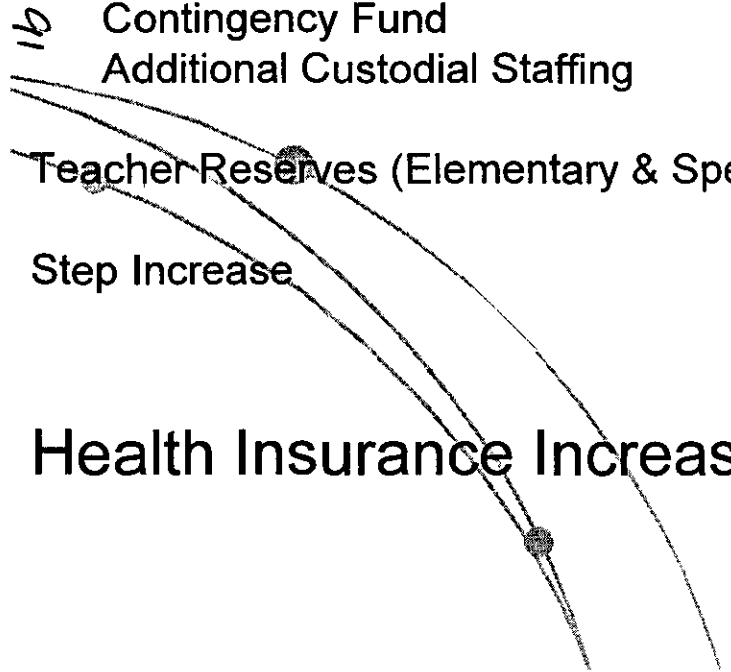 Contingency Fund
Additional Custodial Staffing
Teacher Reserves (Elementary & Spe
Step Increase
Health Insurance Increas